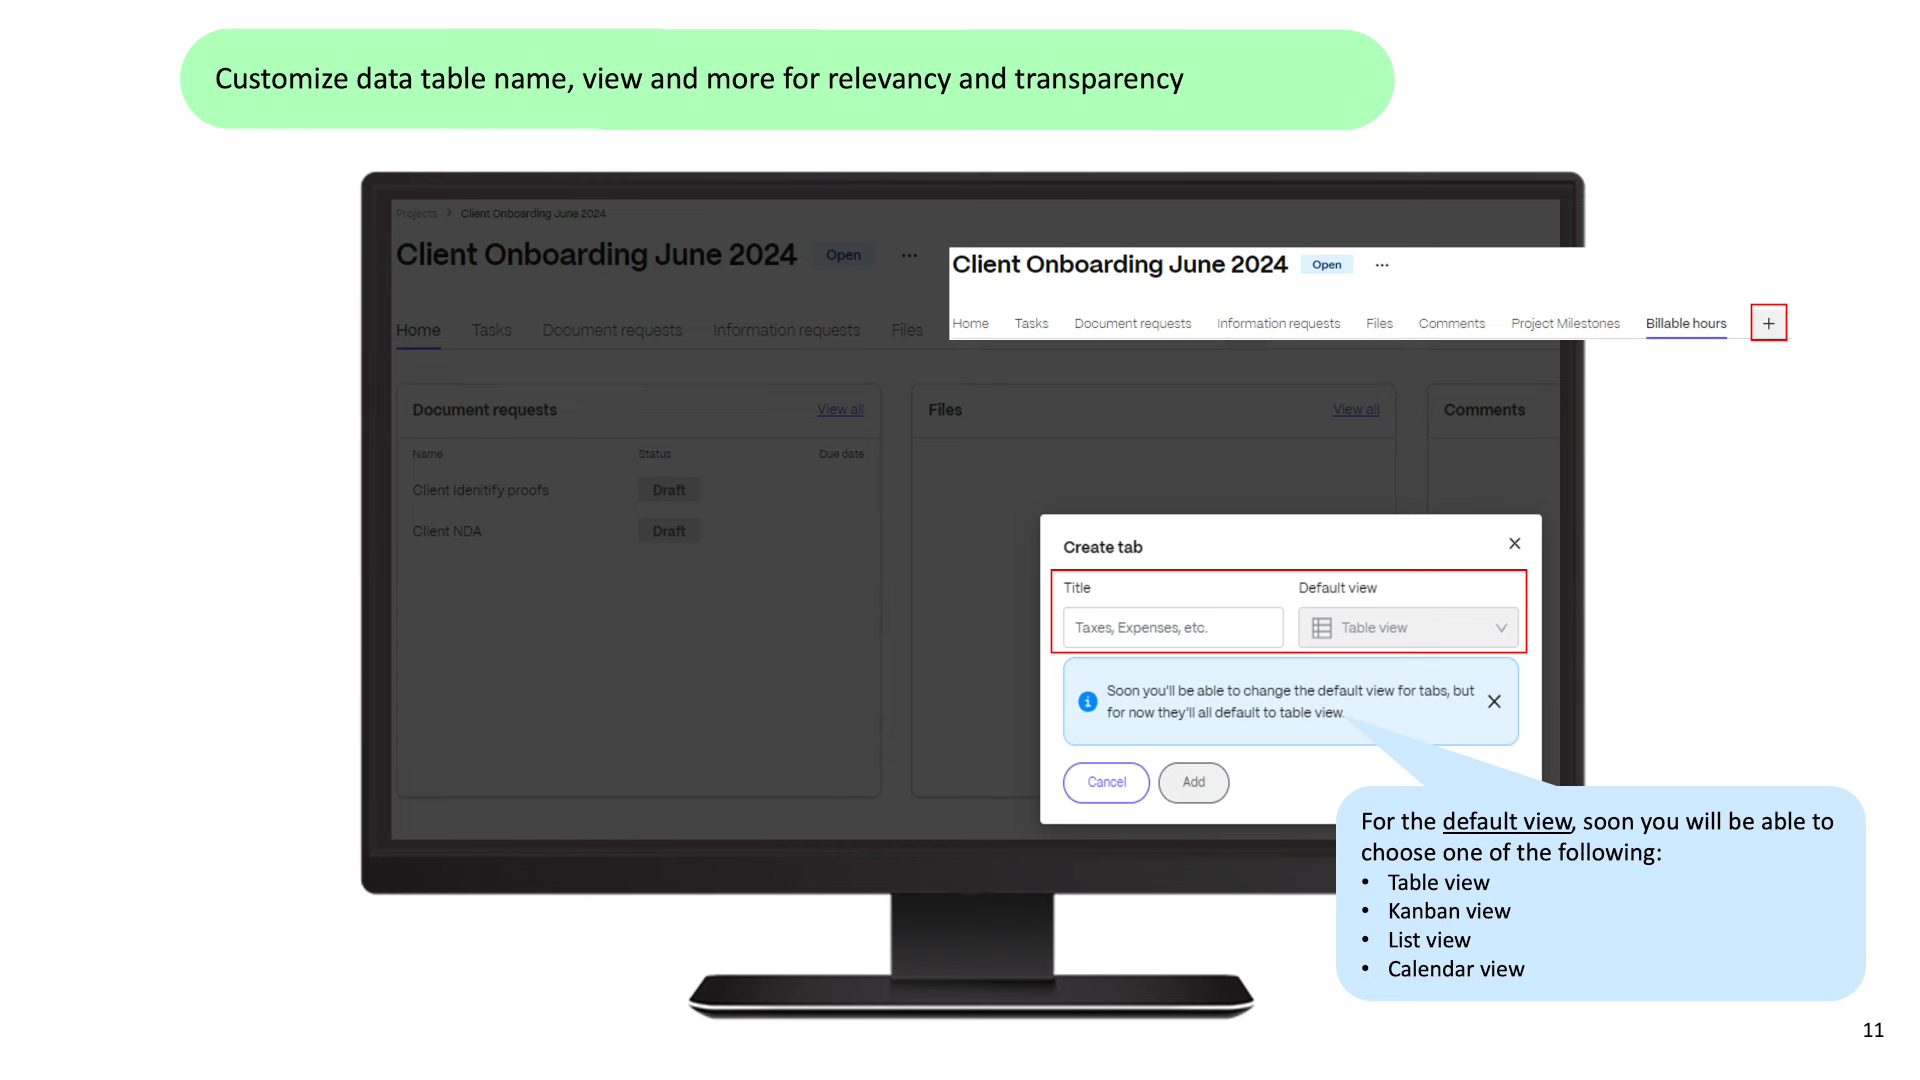 Customize data table name, view and more for relevancy and transparency
Projects > Client Onboarding June 2024
Client Onboarding June 2024 Open ...
Home Tasks Document requests Information requests Files
Client Onboarding June 2024 Open ...
Home Tasks Document requests Information requests Files Comments Project Milestones Billable hours +
Document requests View all
Name Status Due date
Client Idenitify proofs Draft
Client NDA Draft
Files View all
Comments
Create tab
Title Default view
Taxes, Expenses, etc. Table view
Soon you'll be able to change the default view for tabs, but
for now they'll all default to table view.
Cancel Add
For the default view, soon you will be able to
choose one of the following:
• Table view
• Kanban view
• List view
• Calendar view
11